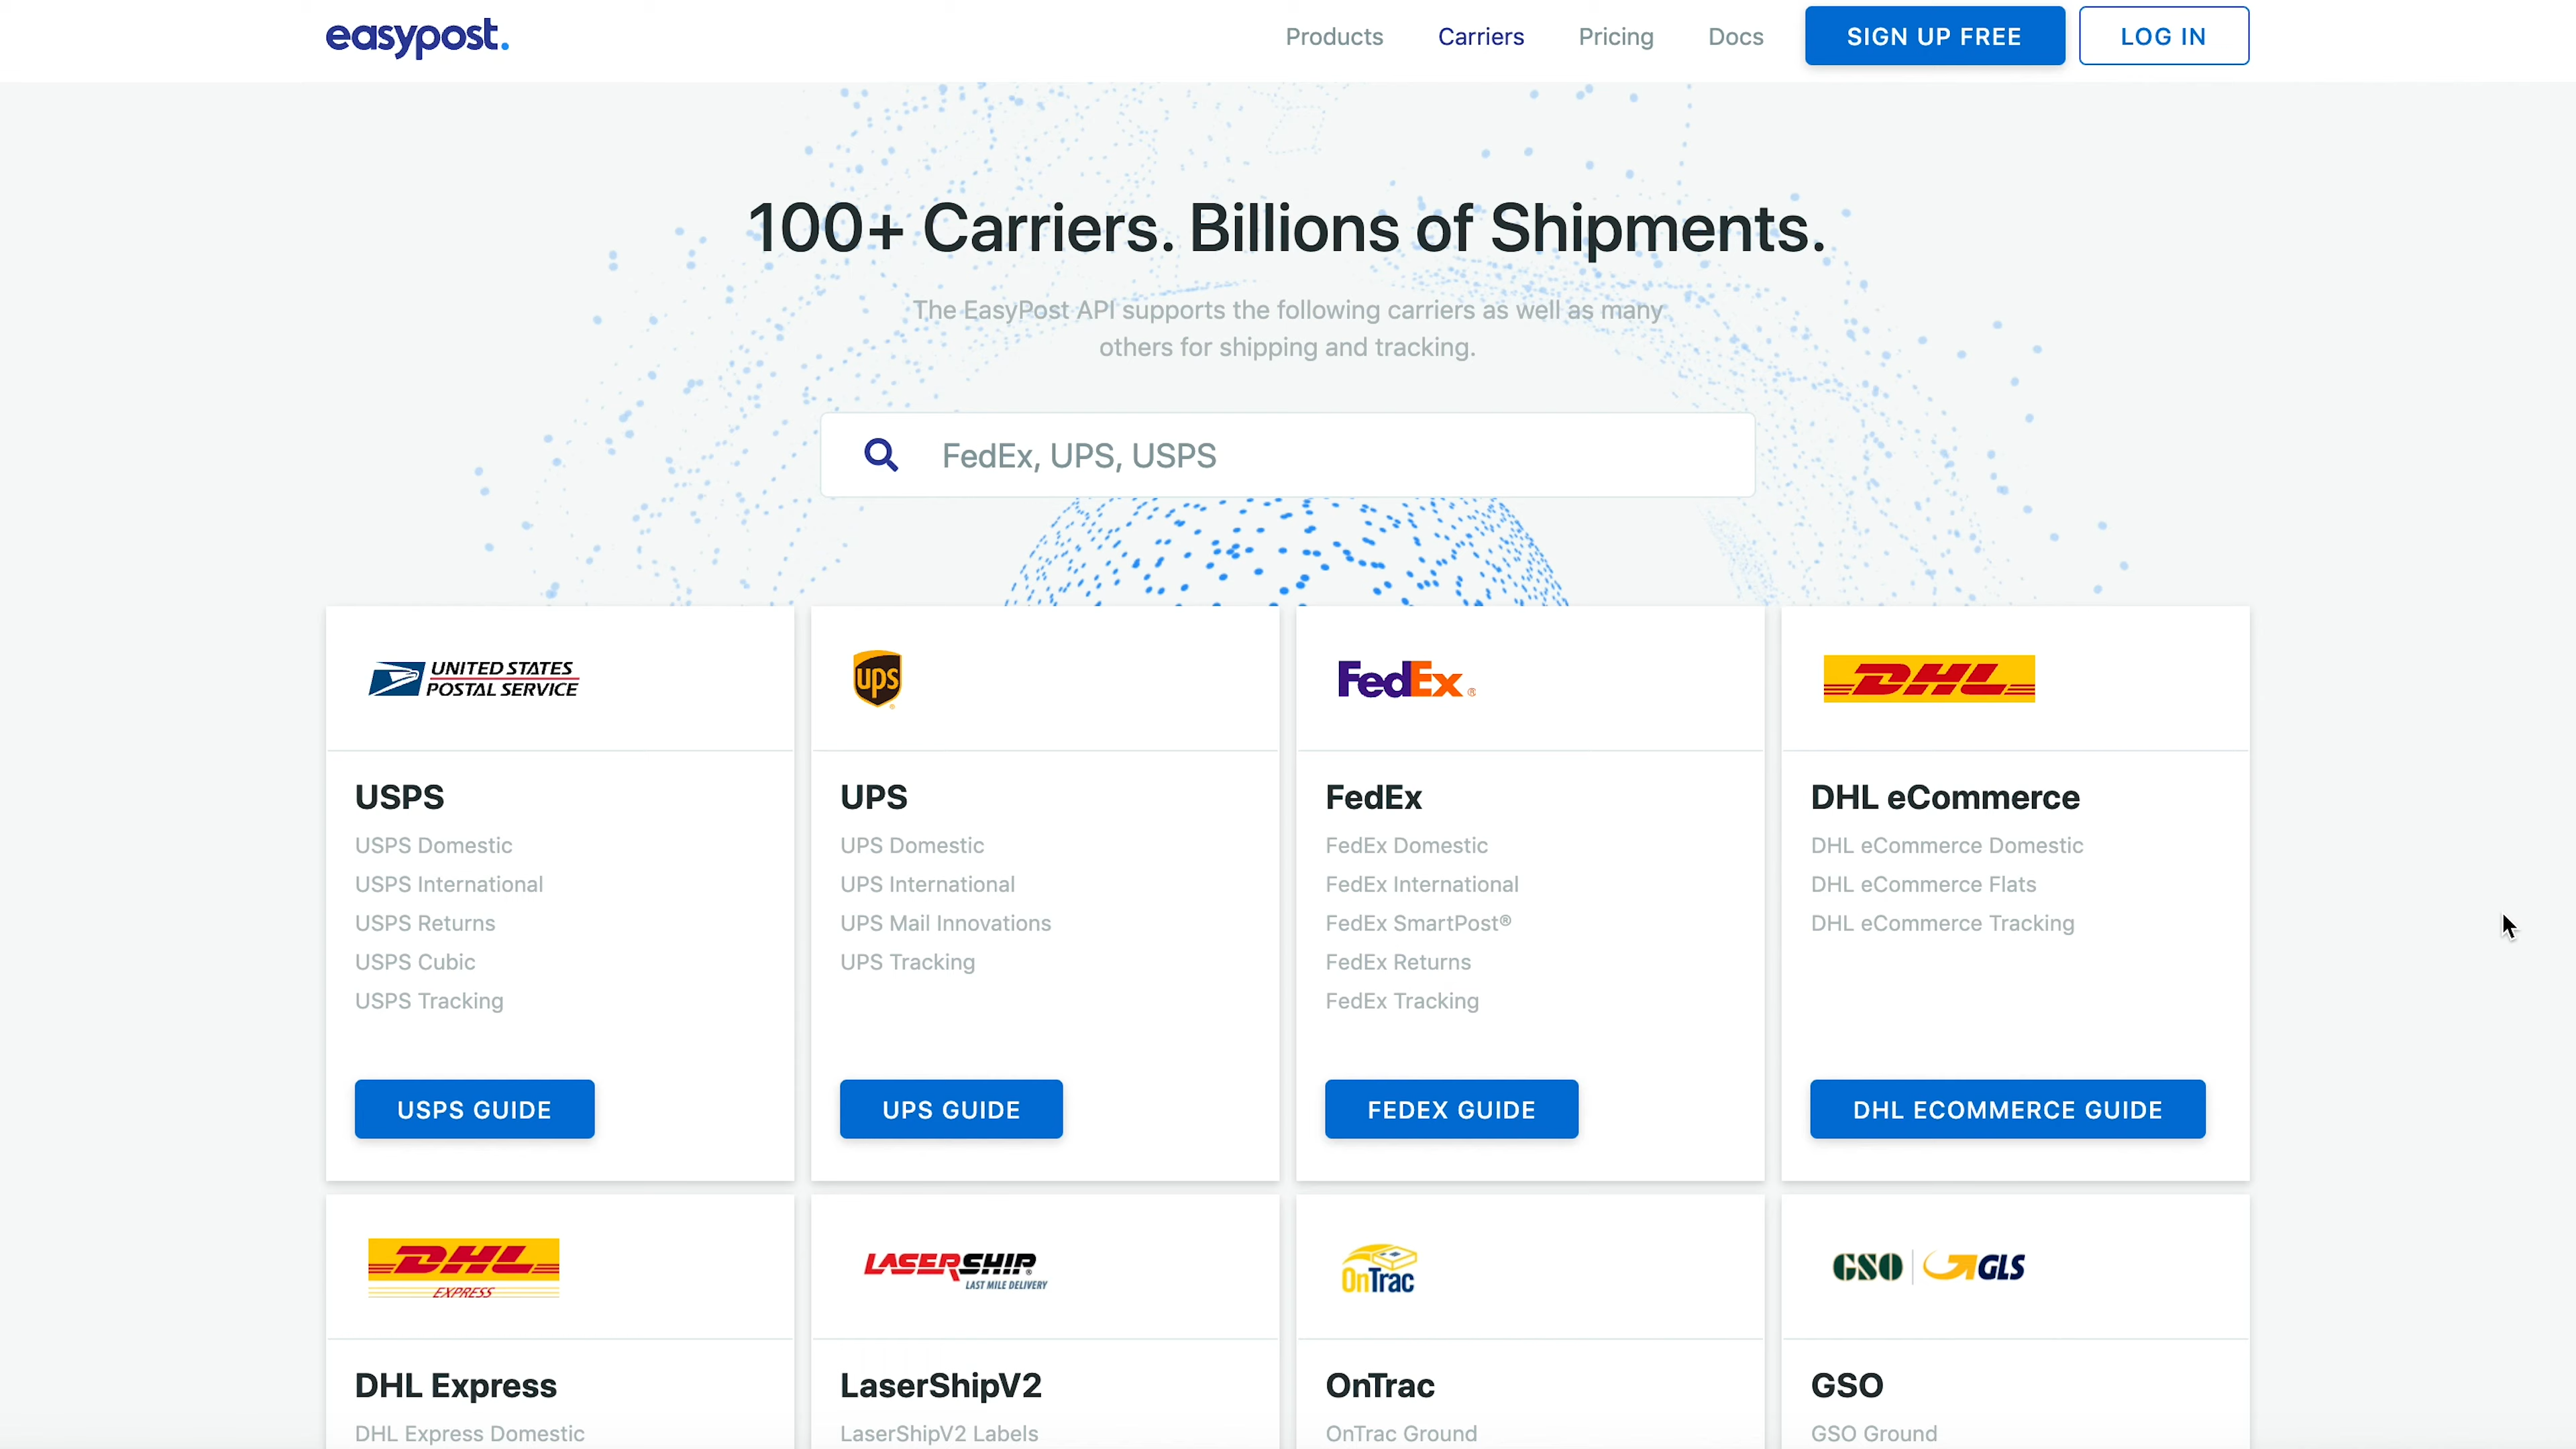 easypost.
Products Carriers Pricing Docs SIGN UP FREE LOG IN
100+ Carriers. Billions of Shipments.
The EasyPost API supports the following carriers as well as many
others for shipping and tracking.
FedEx, UPS, USPS
UNITED STATES
POSTAL SERVICE
USPS
USPS Domestic
USPS International
USPS Returns
USPS Cubic
USPS Tracking
USPS GUIDE
ups
UPS
UPS Domestic
UPS International
UPS Mail Innovations
UPS Tracking
UPS GUIDE
FedEx®
FedEx
FedEx Domestic
FedEx International
FedEx SmartPost®
FedEx Returns
FedEx Tracking
FEDEX GUIDE
DHL
DHL eCommerce
DHL eCommerce Domestic
DHL eCommerce Flats
DHL eCommerce Tracking
DHL ECOMMERCE GUIDE
DHL
EXPRESS
DHL Express
DHL Express Domestic
LASERSHIP®
LAST MILE DELIVERY
LaserShipV2
LaserShipV2 Labels
OnTrac
OnTrac
OnTrac Ground
GSO GLS
GSO
GSO Ground